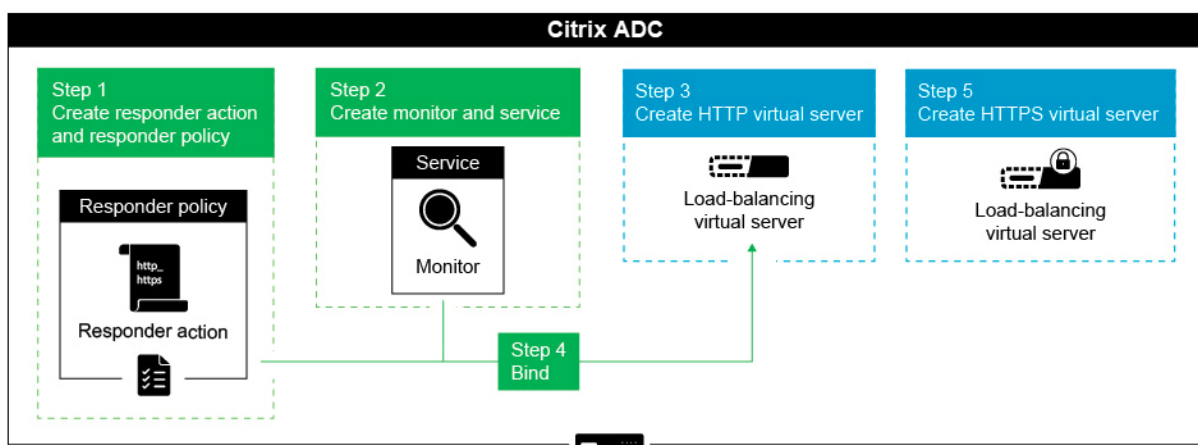 Citrix ADC
Step 1
Create responder action
and responder policy
Responder policy
http_
https
Responder action
Step 2
Create monitor and service
Service
Monitor
Step 3
Create HTTP virtual server
Load-balancing
virtual server
Step 5
Create HTTPS virtual server
Load-balancing
virtual server
Step 4
Bind